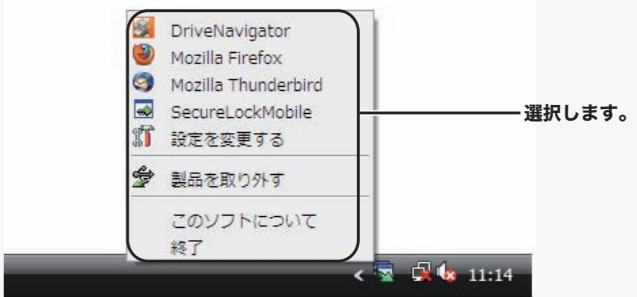 DriveNavigator
Mozilla Firefox
Mozilla Thunderbird
SecureLockMobile
選択します。
設定を変更する
製品を取り外す
このソフトについて
終了
< 11:14